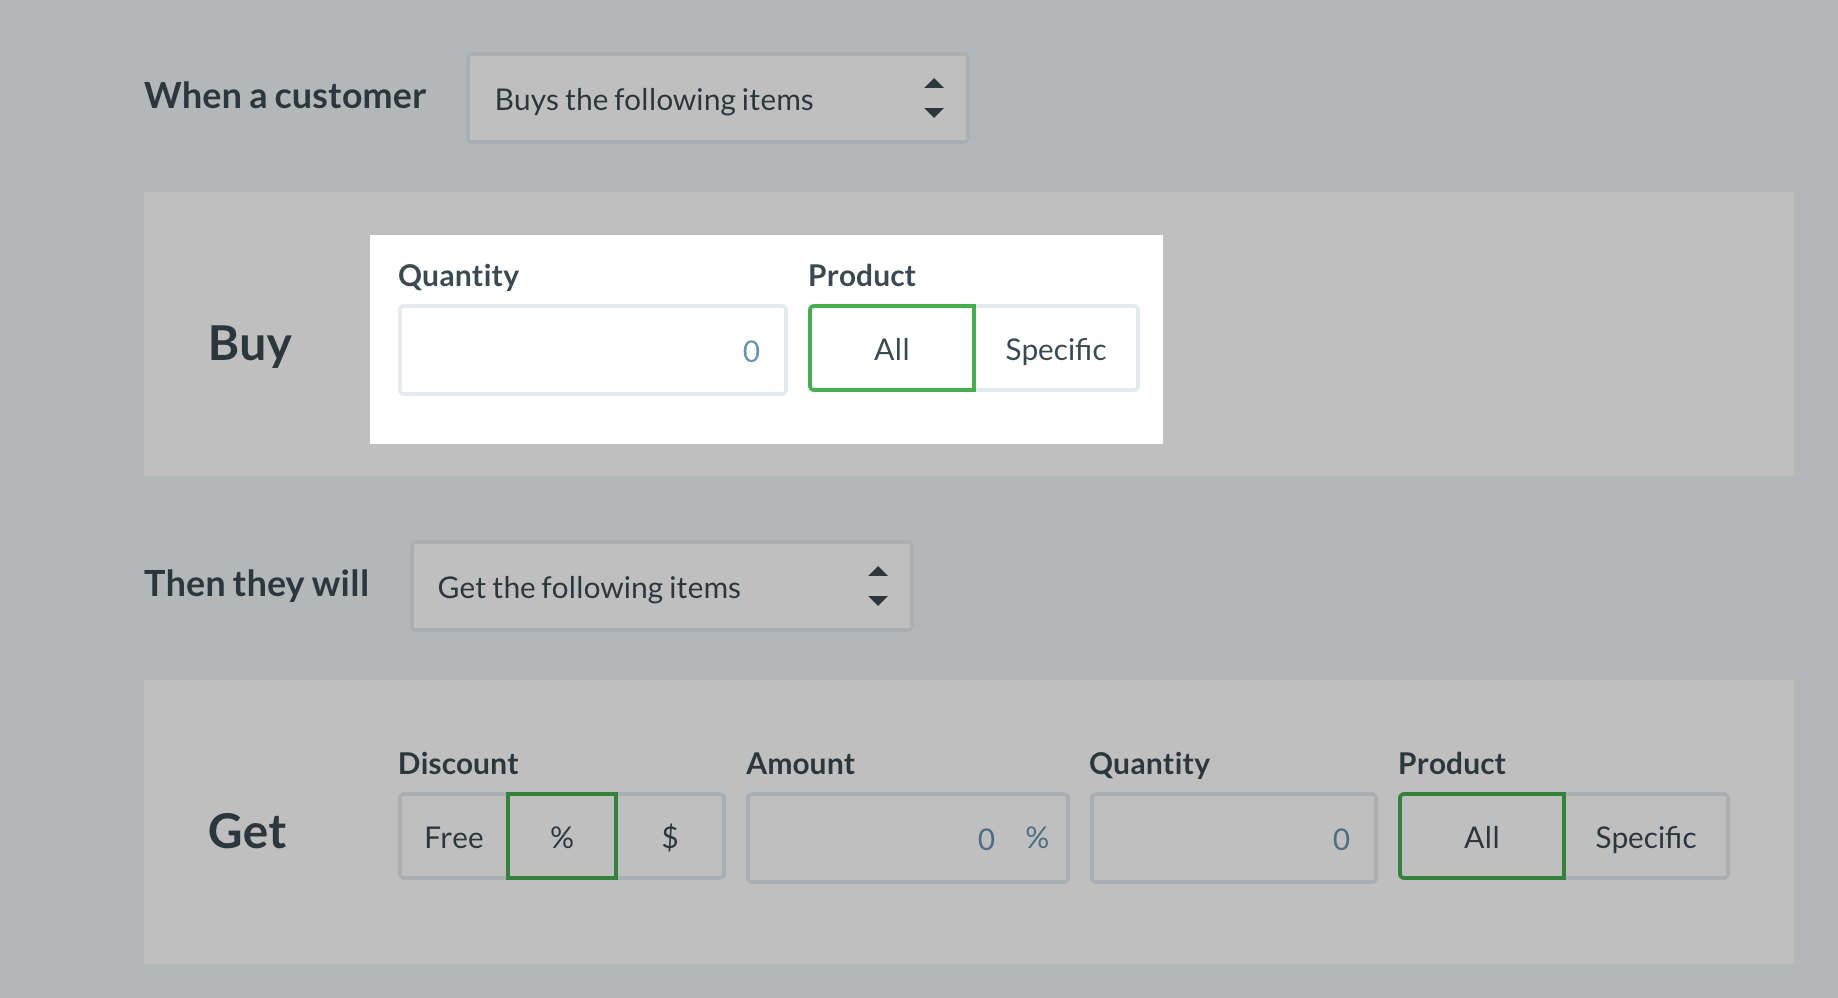 When a customer
Buys the following items
Quantity
Product
Buy
0
All
Specific
Then they will
Get the following items
Discount
Amount
Quantity
Product
Get
Free
%
$
0 %
0
All
Specific